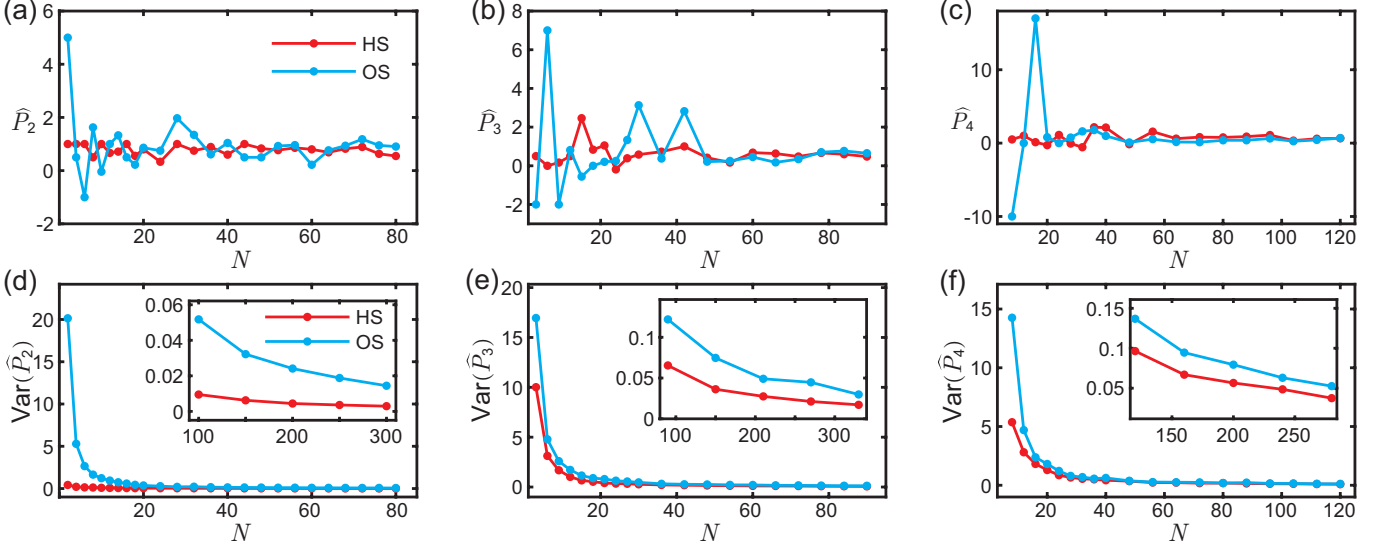 (a)
6
4
2
0
-2
P̂₂
HS
OS
20 40 60 80
N
(b)
8
6
4
2
0
-2
P̂₃
20 40 60 80
N
(c)
10
0
-10
P̂₄
20 40 60 80 100 120
N
(d)
20
15
10
5
0
Var(P̂₂)
20 40 60 80
N
0.06
0.04
0.02
0
100 200 300
HS
OS
(e)
20
15
10
5
0
Var(P̂₃)
20 40 60 80
N
0.1
0.05
0
100 200 300
(f)
15
10
5
0
Var(P̂₄)
20 40 60 80 100 120
N
0.15
0.1
0.05
150 200 250